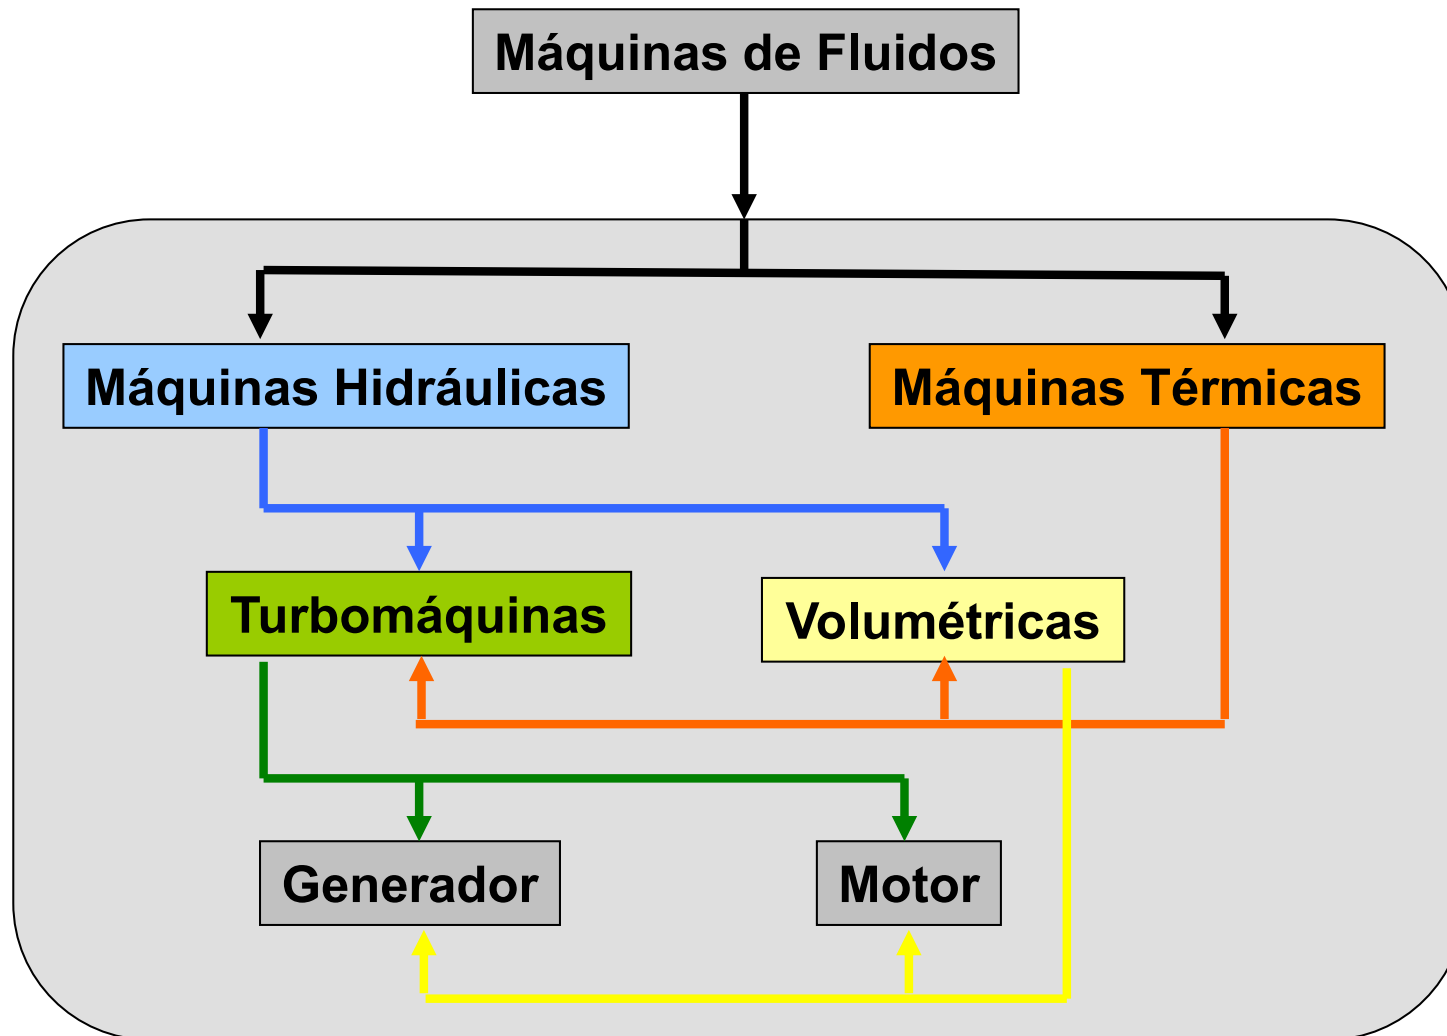 Máquinas de Fluidos
Máquinas Hidráulicas
Máquinas Térmicas
Turbomáquinas
Volumétricas
Generador
Motor